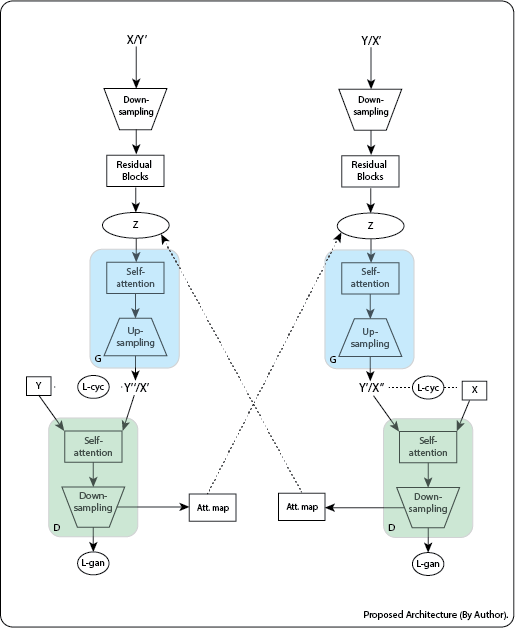 X/Y'
Y/X'
Down-
sampling
Down-
sampling
Residual
Blocks
Residual
Blocks
Z
Z
Self-
attention
Self-
attention
Up-
sampling
Up-
sampling
G
G
Y
L-cyc
Y''/X'
Y'/X''
L-cyc
X
Self-
attention
Self-
attention
Down-
sampling
Att. map
Att. map
Down-
sampling
D
D
L-gan
L-gan
Proposed Architecture (By Author).